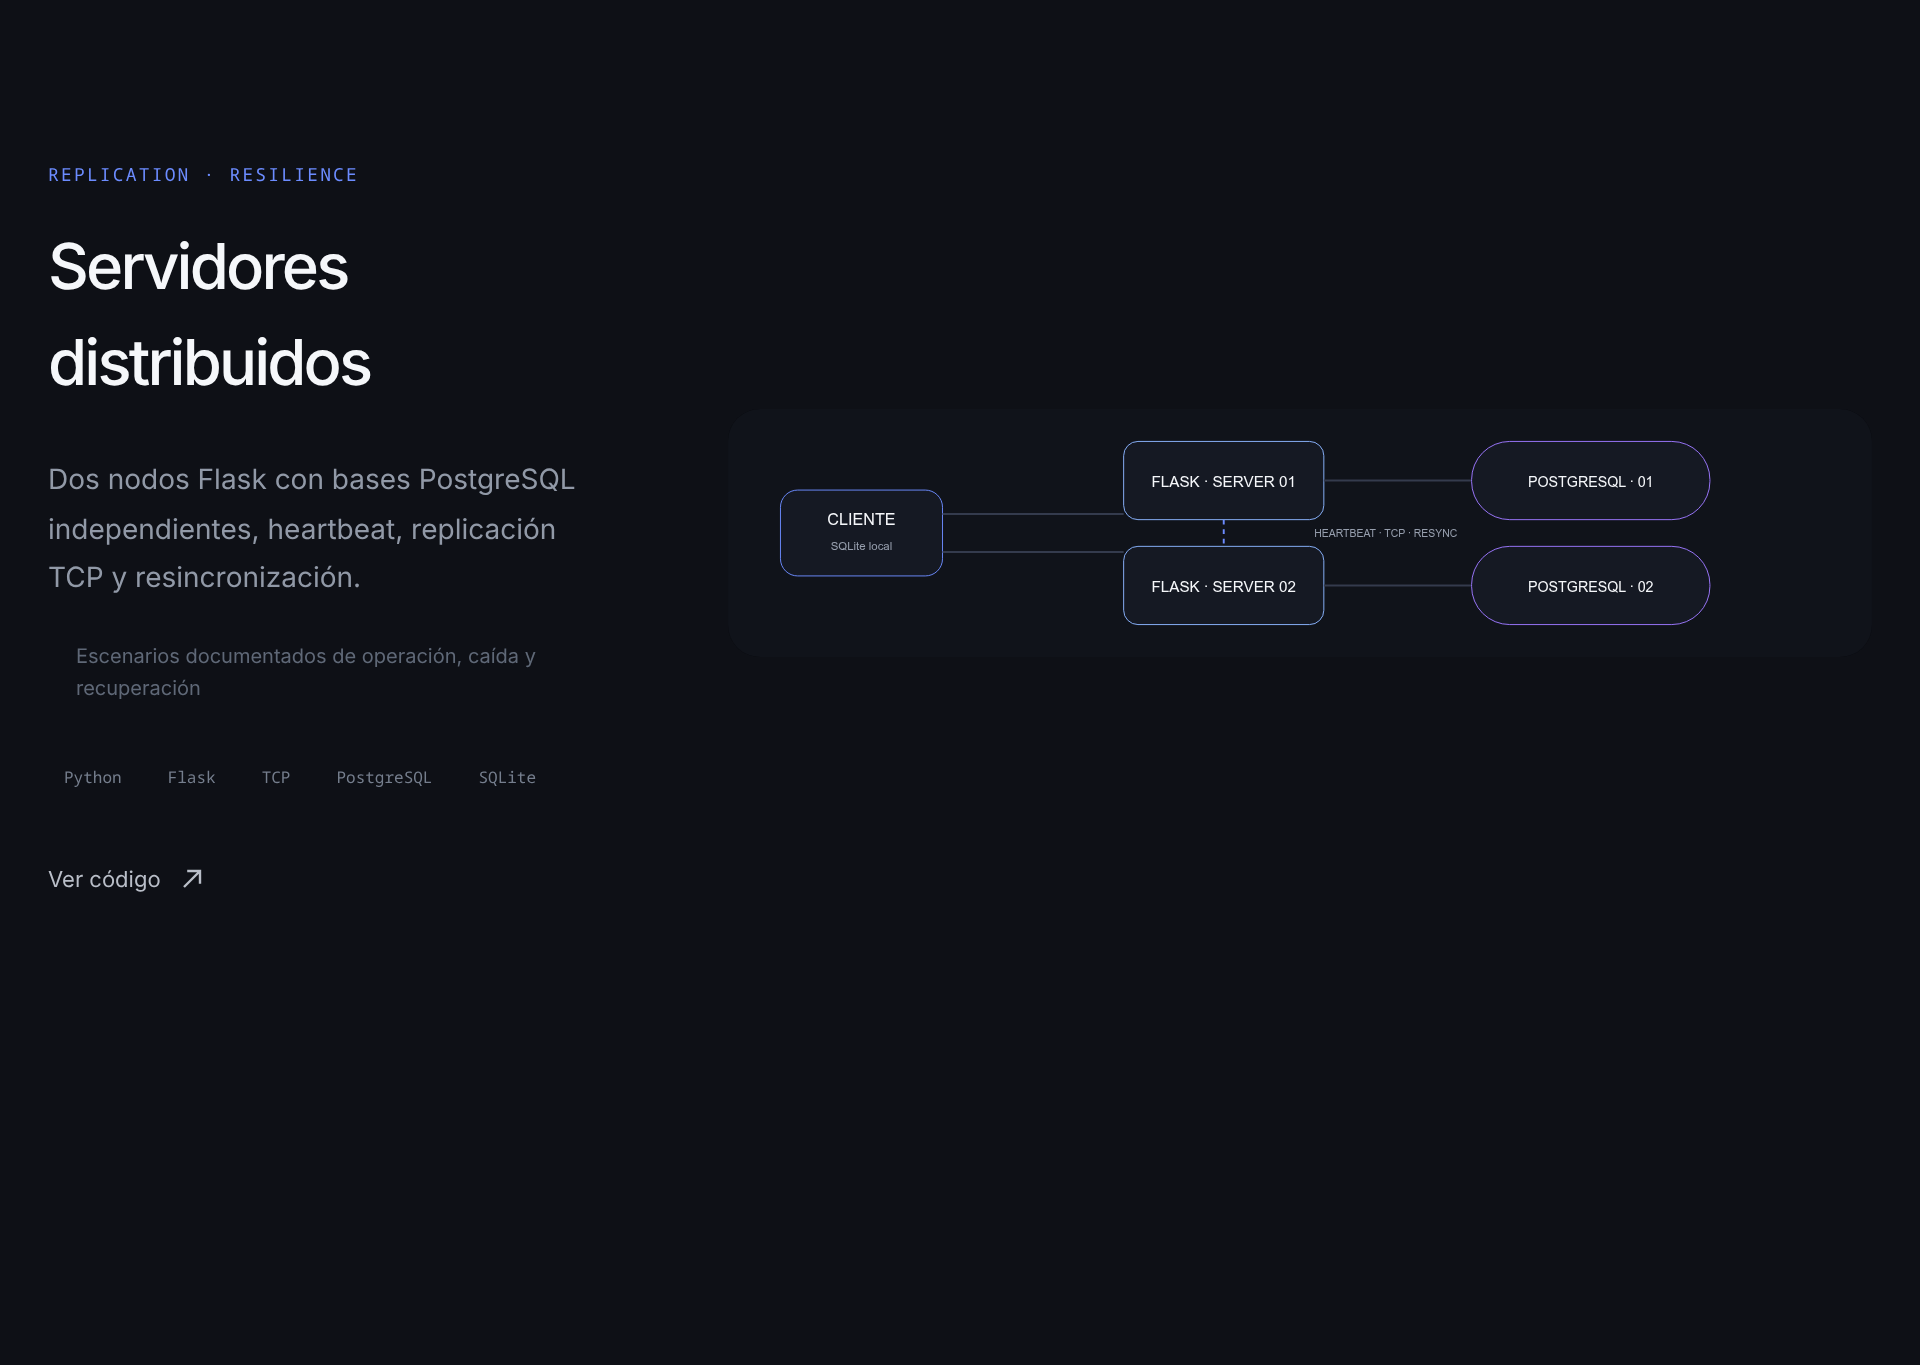 REPLICATION · RESILIENCE
Servidores
distribuidos
Dos nodos Flask con bases PostgreSQL
independientes, heartbeat, replicación
TCP y resincronización.
Escenarios documentados de operación, caída y
recuperación
Python Flask TCP PostgreSQL SQLite
Ver código
CLIENTE
SQLite local
FLASK · SERVER 01
POSTGRESQL · 01
HEARTBEAT · TCP · RESYNC
FLASK · SERVER 02
POSTGRESQL · 02